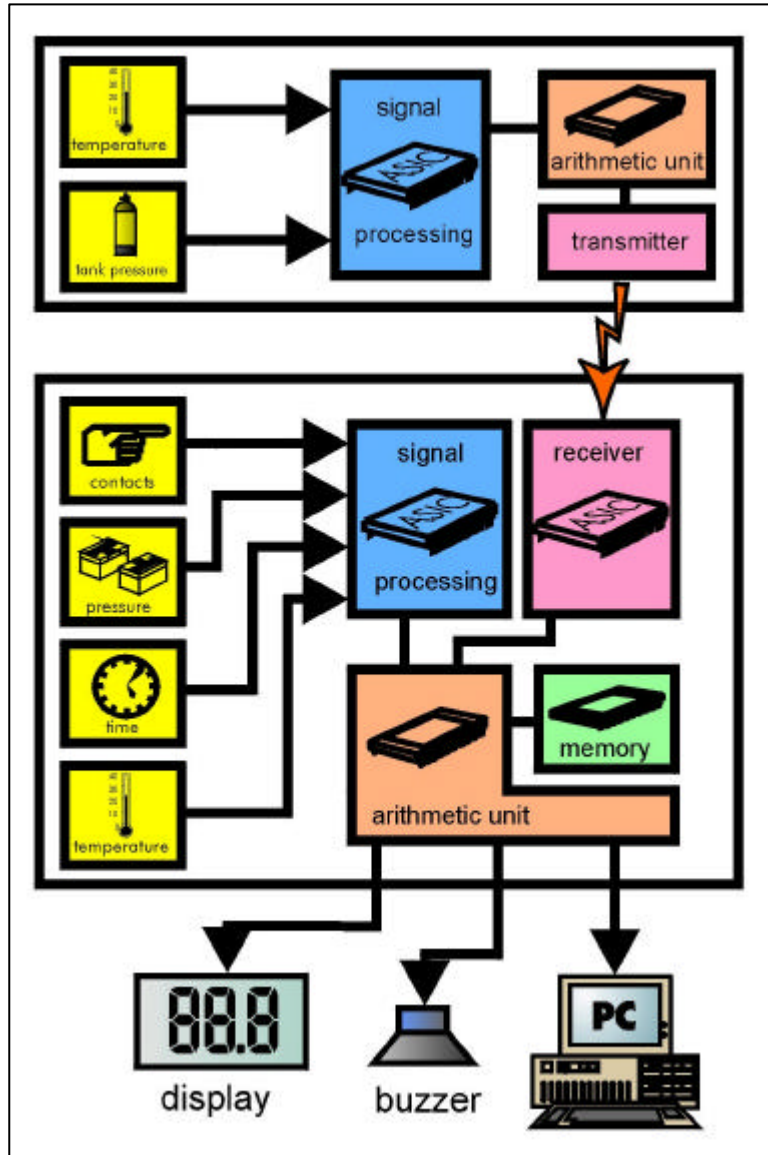 temperature
tank pressure
signal
ASIC
processing
arithmetic unit
transmitter
contacts
pressure
time
temperature
signal
ASIC
processing
receiver
ASIC
arithmetic unit
memory
88.8
display
buzzer
PC